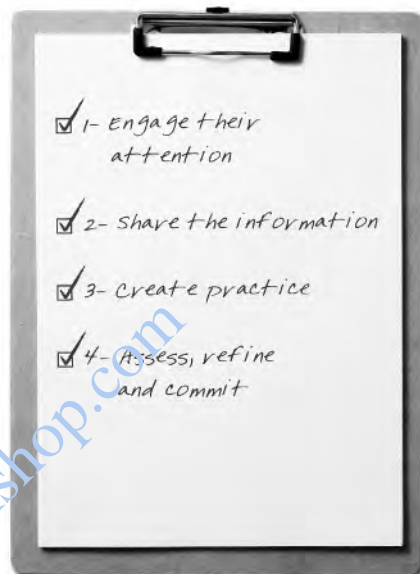 1- Engage their
attention
2- Share the information
3- Create practice
4- Assess, refine
and commit
shop.com